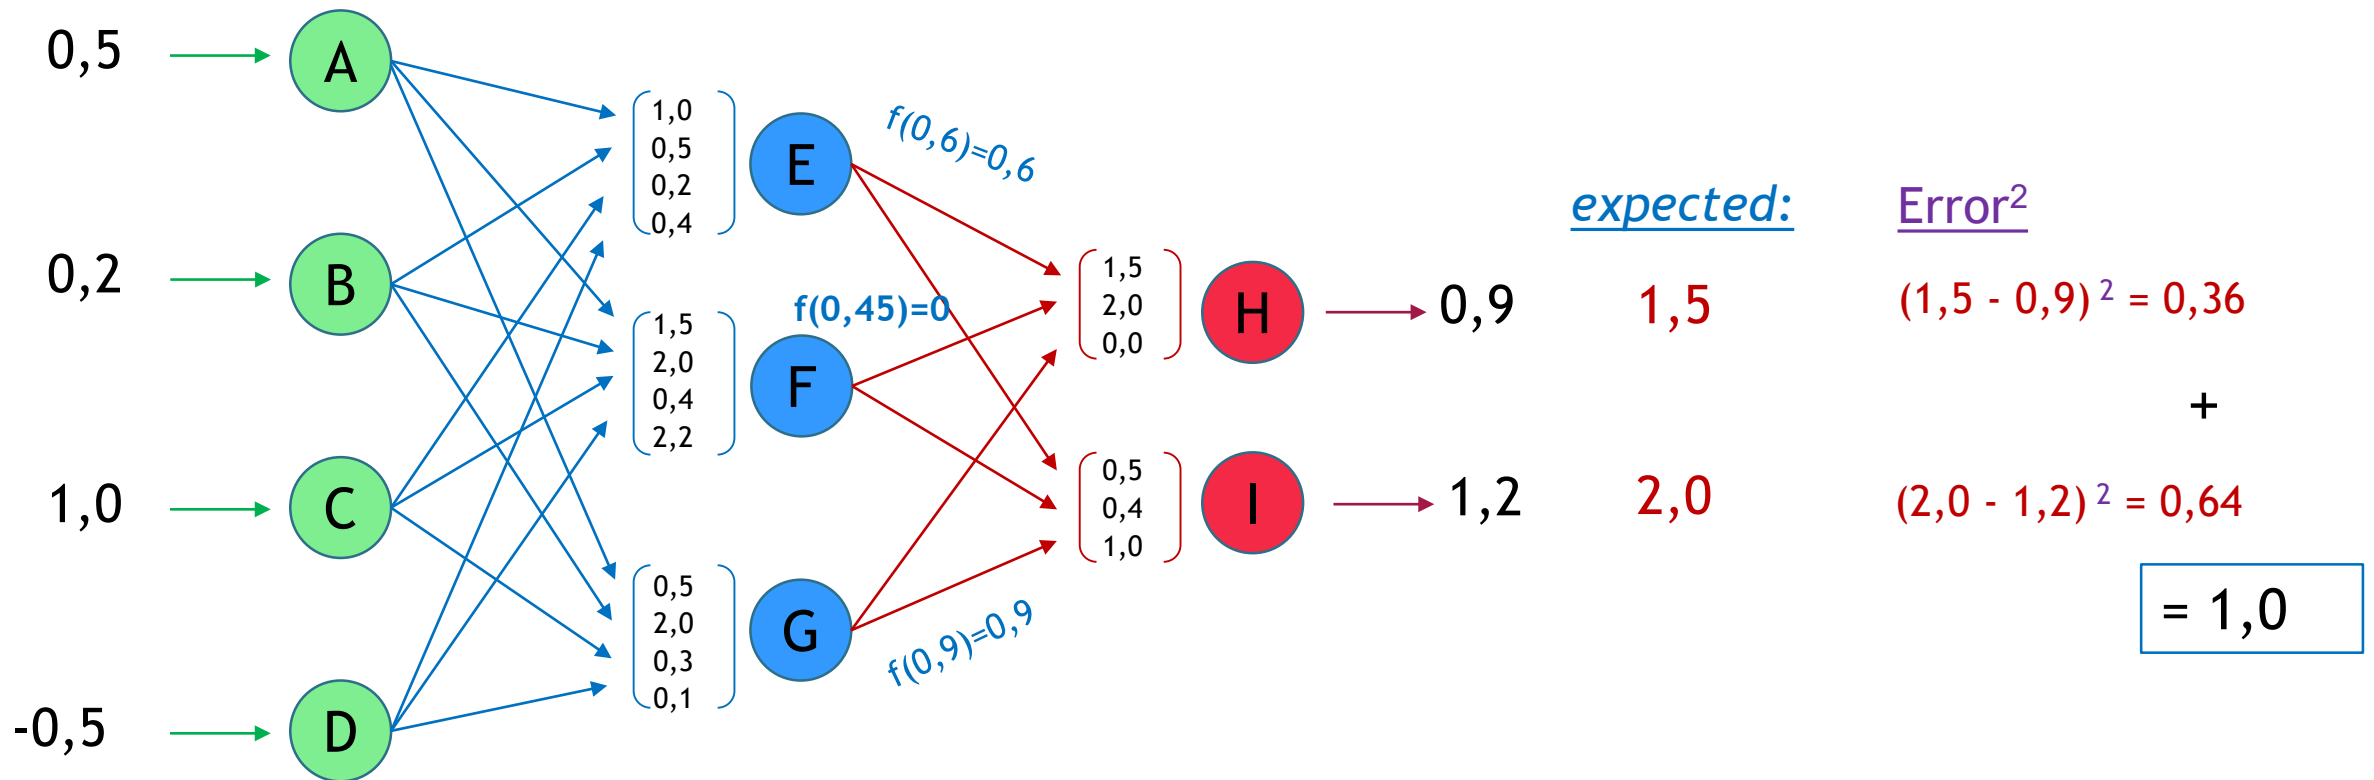 0,5
A
1,0
0,5
0,2
0,4
E
f(0,6)=0,6
0,2
B
1,5
2,0
0,4
2,2
f(0,45)=0
F
1,0
C
0,5
2,0
0,3
0,1
G
f(0,9)=0,9
-0,5
D
1,5
2,0
0,0
H
0,9
0,5
0,4
1,0
I
1,2
expected:
1,5
2,0
Error²
(1,5 - 0,9) ² = 0,36
+
(2,0 - 1,2) ² = 0,64
= 1,0